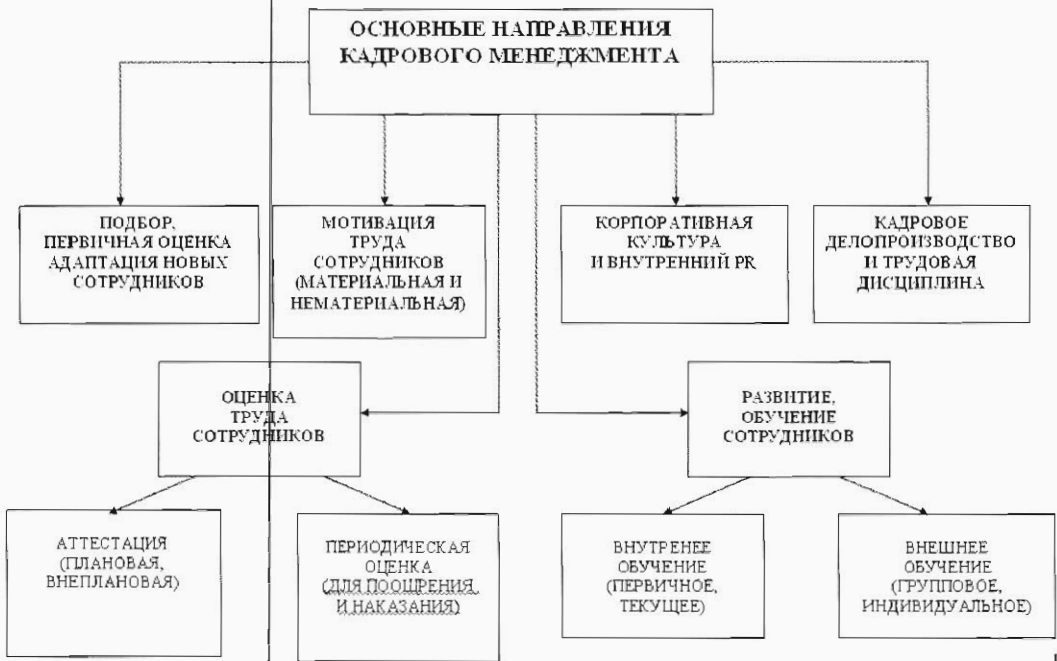 ОСНОВНЫЕ НАПРАВЛЕНИЯ
КАДРОВОГО МЕНЕДЖМЕНТА
ПОДБОР,
ПЕРВИЧНАЯ ОЦЕНКА
АДАПТАЦИЯ НОВЫХ
СОТРУДНИКОВ
МОТИВАЦИЯ
ТРУДА
СОТРУДНИКОВ
(МАТЕРИАЛЬНАЯ И
НЕМАТЕРИАЛЬНАЯ)
КОРПОРАТИВНАЯ
КУЛЬТУРА
И ВНУТРЕННИЙ PR
КАДРОВОЕ
ДЕЛОПРОИЗВОДСТВО
И ТРУДОВАЯ
ДИСЦИПЛИНА
ОЦЕНКА
ТРУДА
СОТРУДНИКОВ
РАЗВИТИЕ,
ОБУЧЕНИЕ
СОТРУДНИКОВ
АТТЕСТАЦИЯ
(ПЛАНОВАЯ,
ВНЕПЛАНОВАЯ)
ПЕРИОДИЧЕСКАЯ
ОЦЕНКА
(ДЛЯ ПООЩРЕНИЯ
И НАКАЗАНИЯ)
ВНУТРЕНЕЕ
ОБУЧЕНИЕ
(ПЕРВИЧНОЕ,
ТЕКУЩЕЕ)
ВНЕШНЕЕ
ОБУЧЕНИЕ
(ГРУППОВОЕ,
ИНДИВИДУАЛЬНОЕ)